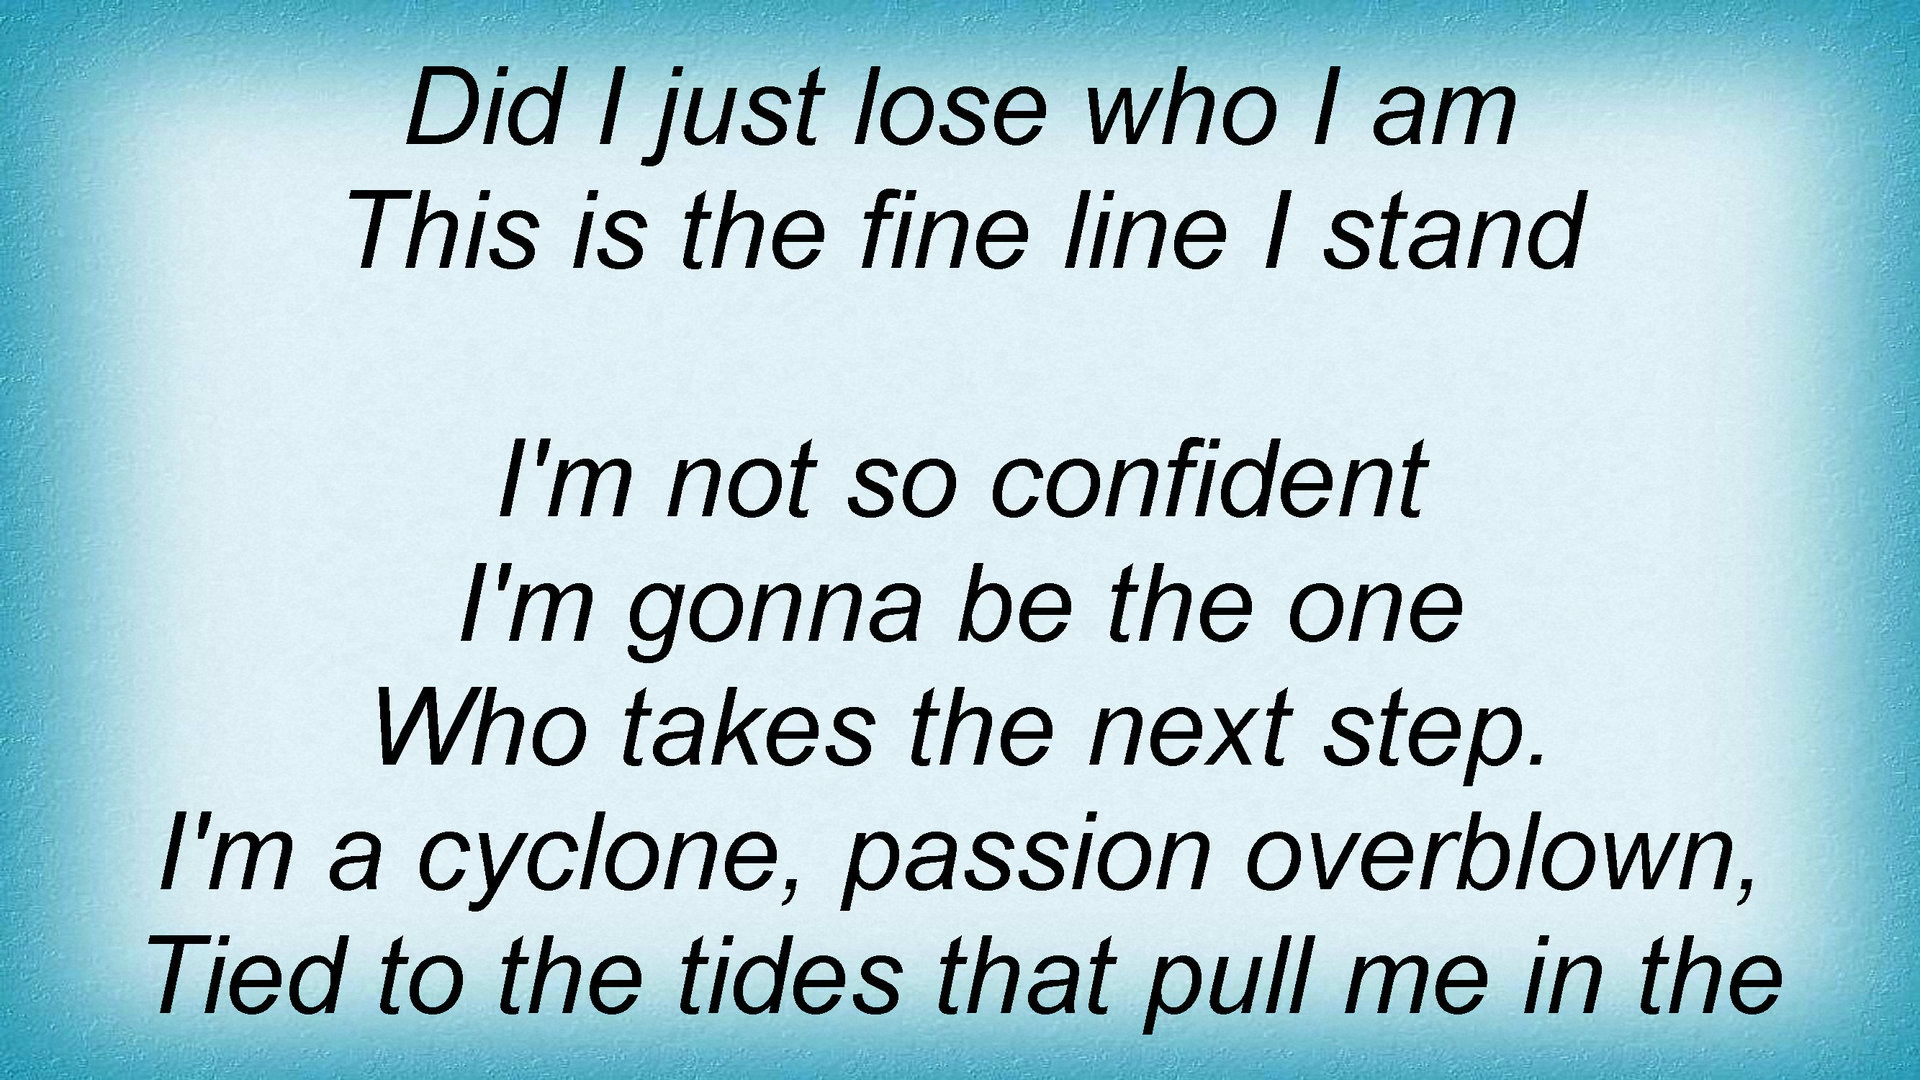 Did I just lose who I am
This is the fine line I stand
I'm not so confident
I'm gonna be the one
Who takes the next step.
I'm a cyclone, passion overblown,
Tied to the tides that pull me in the